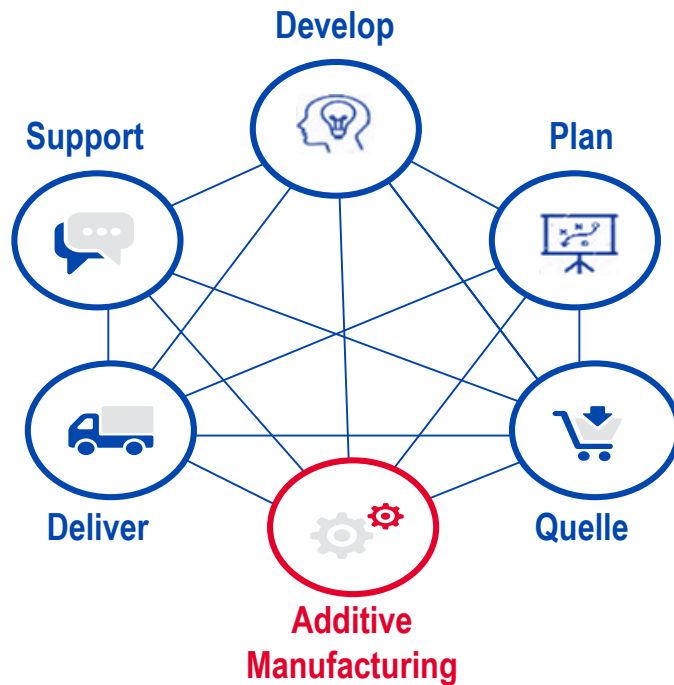 Develop
Support
Plan
Deliver
Quelle
Additive
Manufacturing